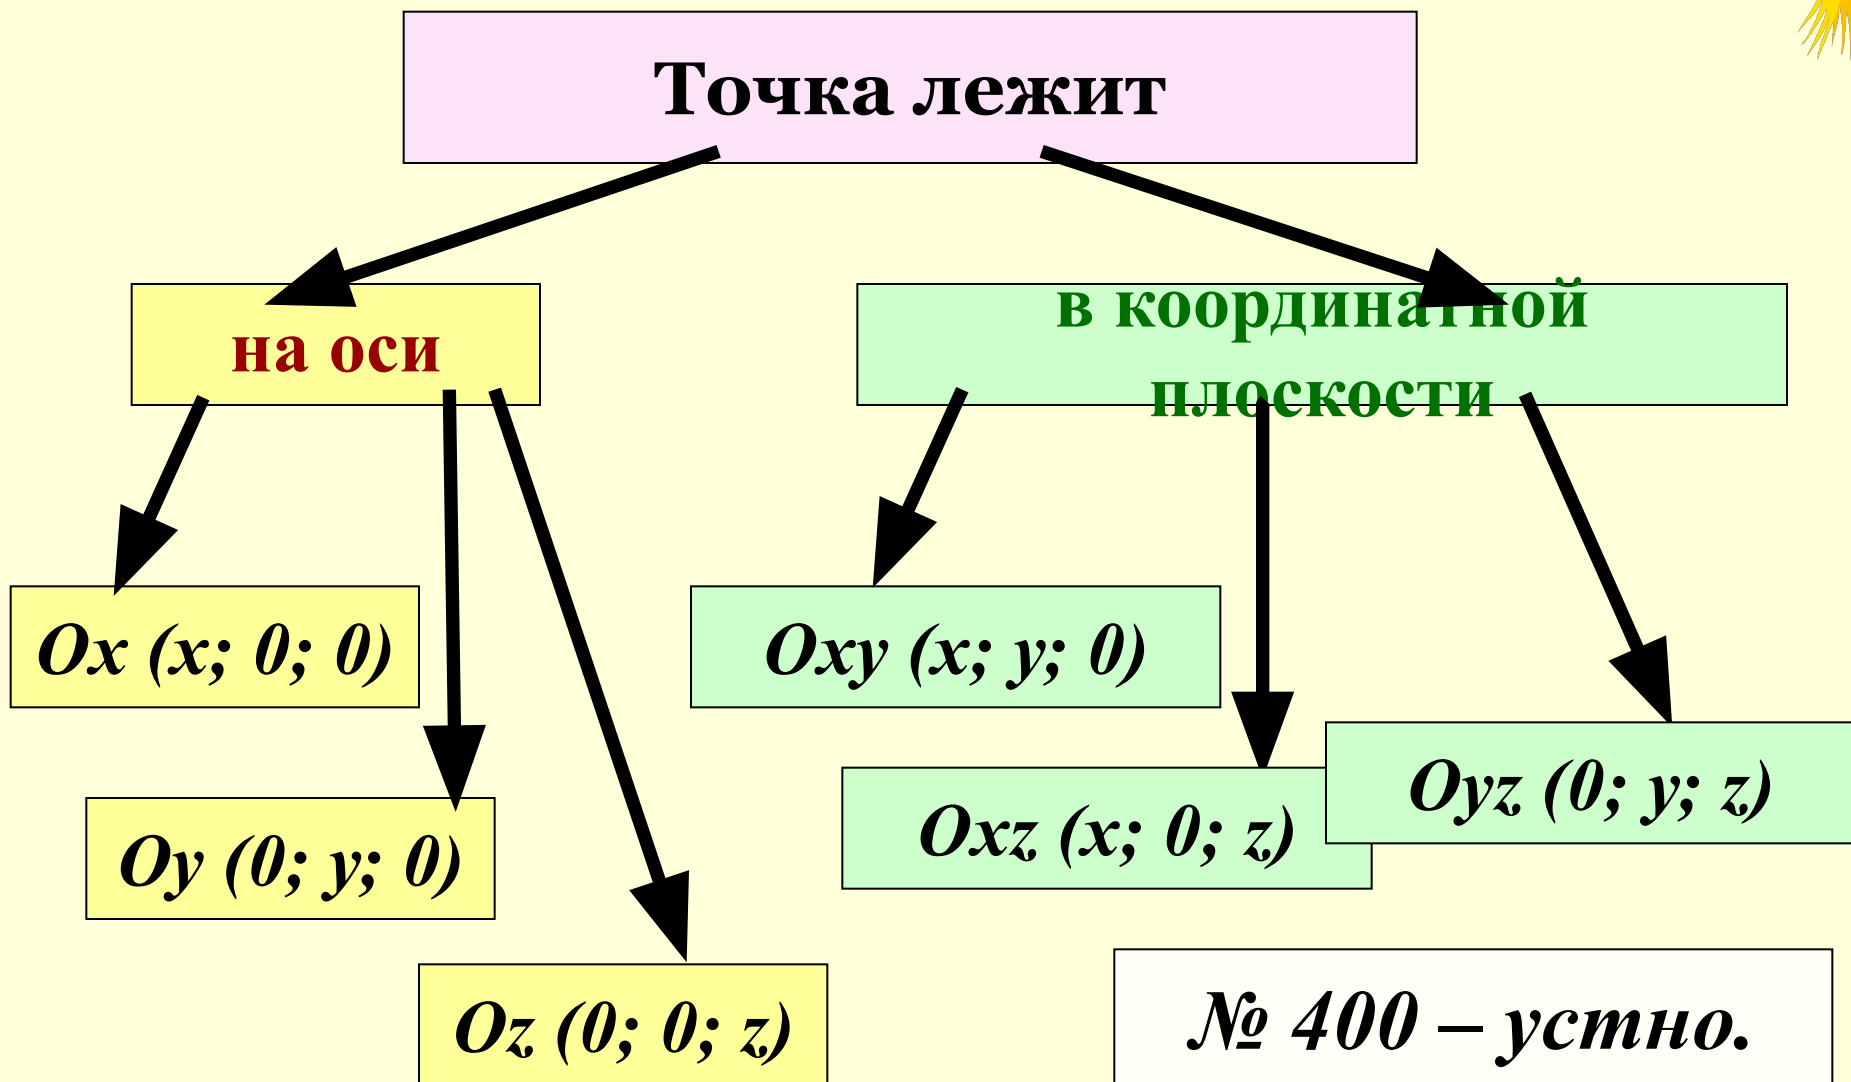 Точка лежит
на оси
в координатной
плоскости
Ox (x; 0; 0)
Oxy (x; y; 0)
Oyz (0; y; z)
Oxz (x; 0; z)
Oy (0; y; 0)
Oz (0; 0; z)
№ 400 – устно.